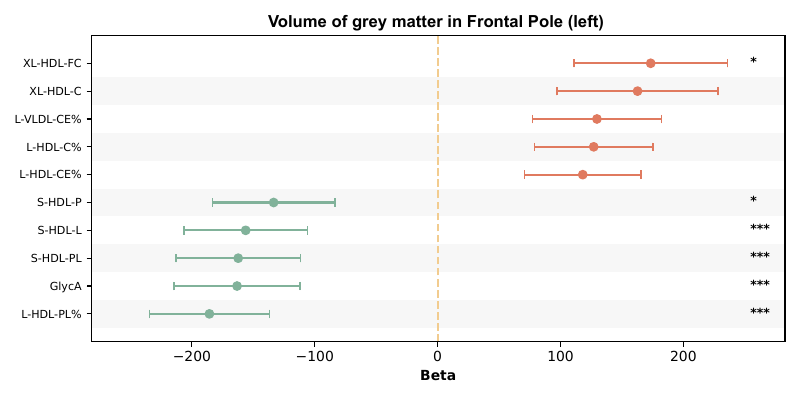 Volume of grey matter in Frontal Pole (left)
XL-HDL-FC *
XL-HDL-C
L-VLDL-CE%
L-HDL-C%
L-HDL-CE%
S-HDL-P *
S-HDL-L ***
S-HDL-PL ***
GlycA ***
L-HDL-PL% ***
−200 −100 0 100 200
Beta